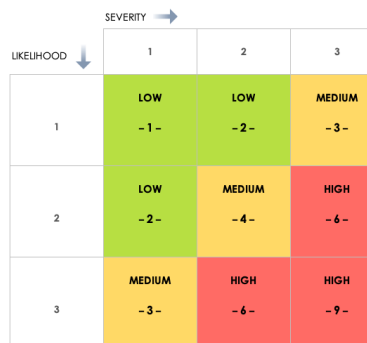 SEVERITY
LIKELIHOOD
1 2 3
LOW LOW MEDIUM
1 – 1 – – 2 – – 3 –
LOW MEDIUM HIGH
2 – 2 – – 4 – – 6 –
MEDIUM HIGH HIGH
3 – 3 – – 6 – – 9 –